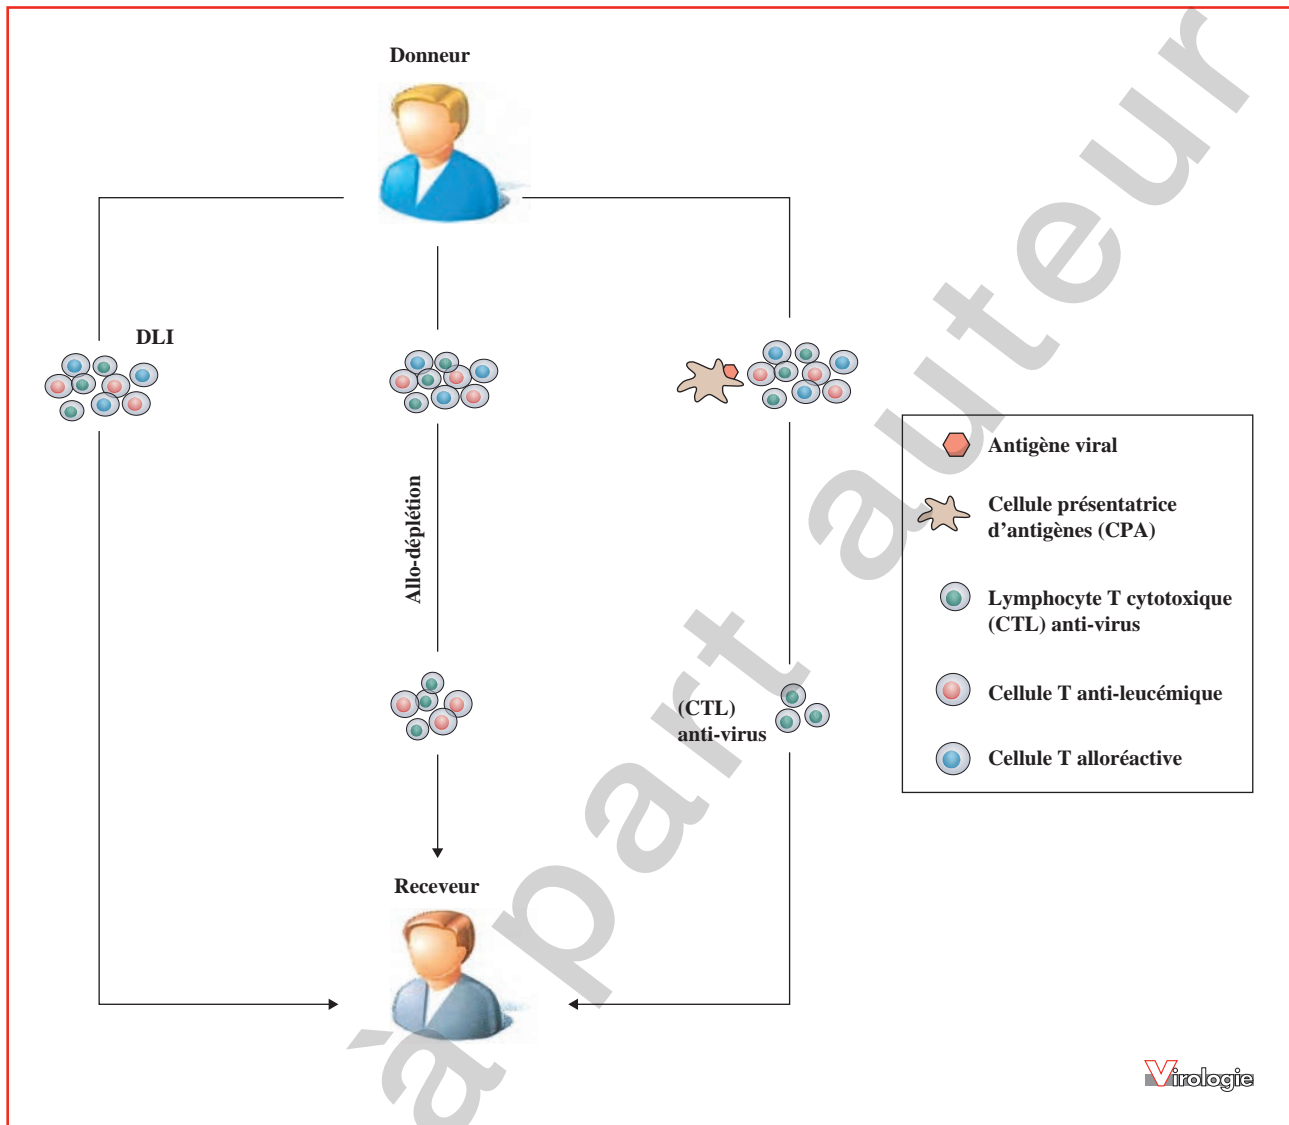 Donneur
DLI
Allo-déplétion
(CTL)
anti-virus
Receveur
Antigène viral
Cellule présentatrice
d'antigènes (CPA)
Lymphocyte T cytotoxique
(CTL) anti-virus
Cellule T anti-leucémique
Cellule T alloréactive
à part auteur
Virologie